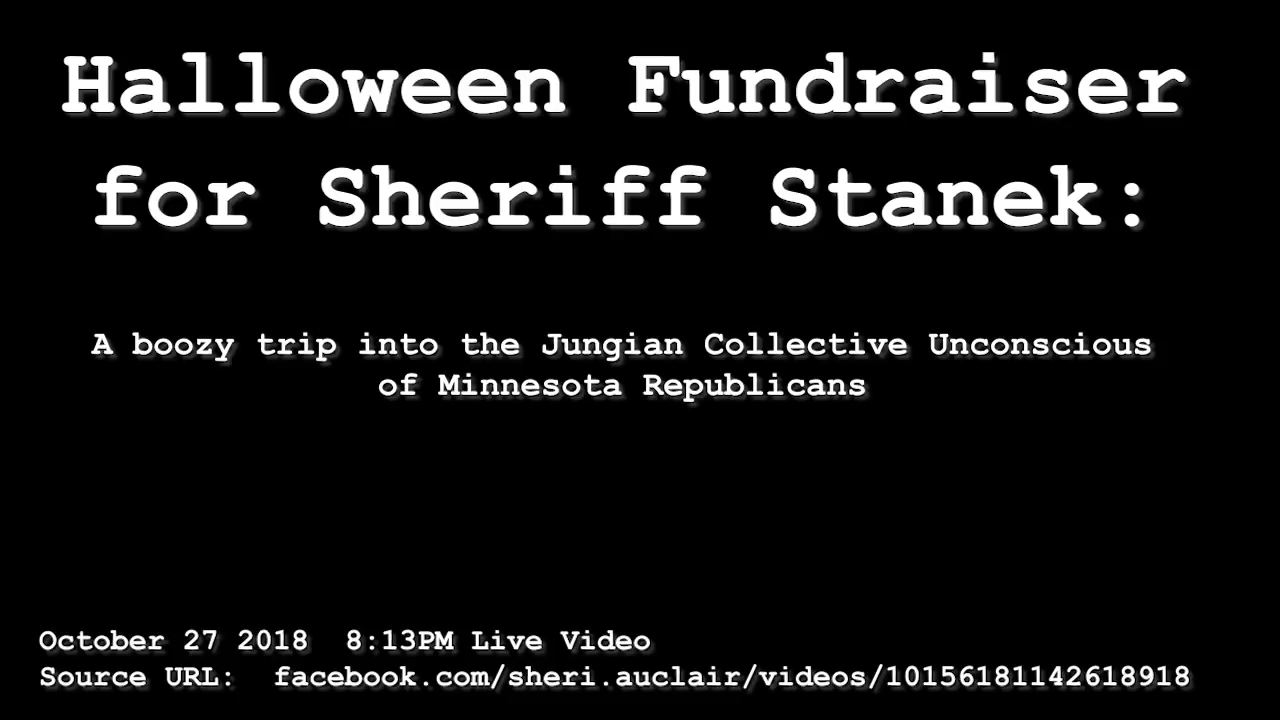 Halloween Fundraiser
for Sheriff Stanek:
A boozy trip into the Jungian Collective Unconscious
of Minnesota Republicans
October 27 2018  8:13PM Live Video
Source URL:  facebook.com/sheri.auclair/videos/10156181142618918